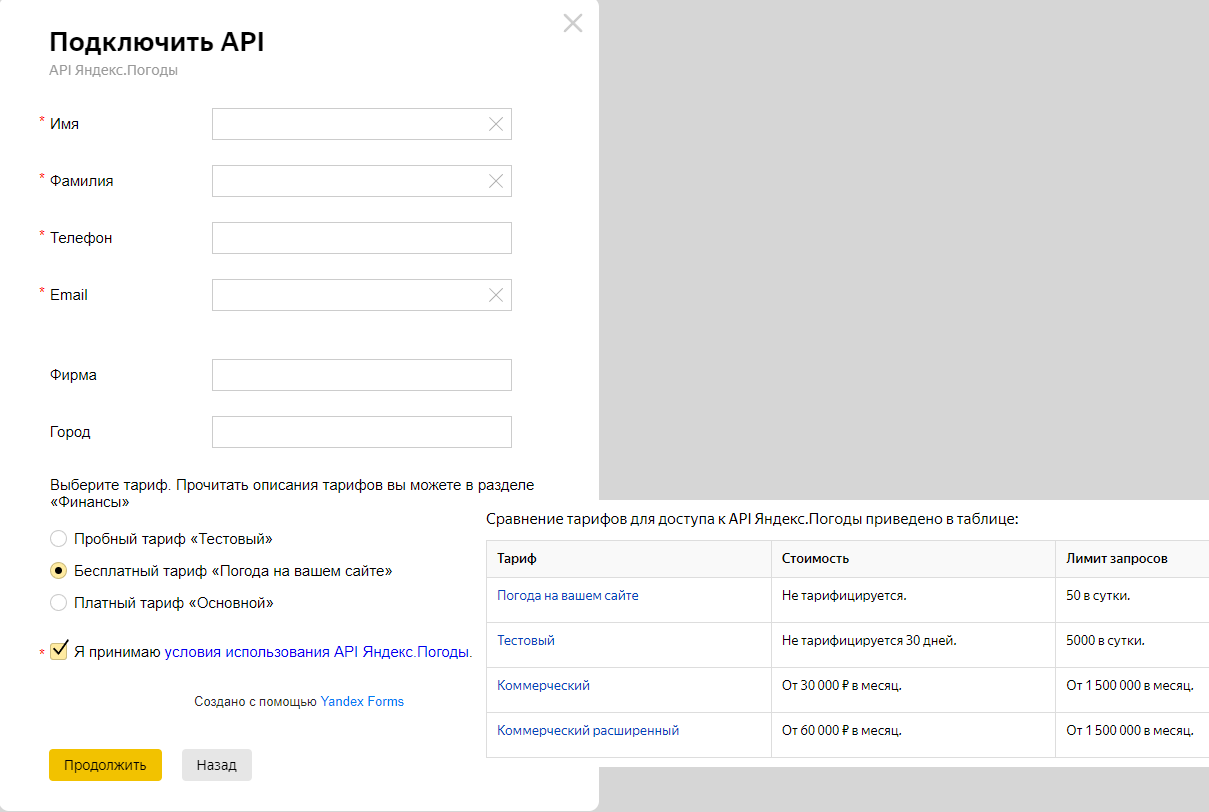 Подключить API
API Яндекс.Погоды
* Имя
* Фамилия
* Телефон
* Email
Фирма
Город
Выберите тариф. Прочитать описания тарифов вы можете в разделе
«Финансы»
Пробный тариф «Тестовый»
Бесплатный тариф «Погода на вашем сайте»
Платный тариф «Основной»
* Я принимаю условия использования API Яндекс.Погоды.
Создано с помощью Yandex Forms
Продолжить Назад
Сравнение тарифов для доступа к API Яндекс.Погоды приведено в таблице:
Тариф Стоимость Лимит запросов
Погода на вашем сайте Не тарифицируется. 50 в сутки.
Тестовый Не тарифицируется 30 дней. 5000 в сутки.
Коммерческий От 30 000 ₽ в месяц. От 1 500 000 в месяц.
Коммерческий расширенный От 60 000 ₽ в месяц. От 1 500 000 в месяц.